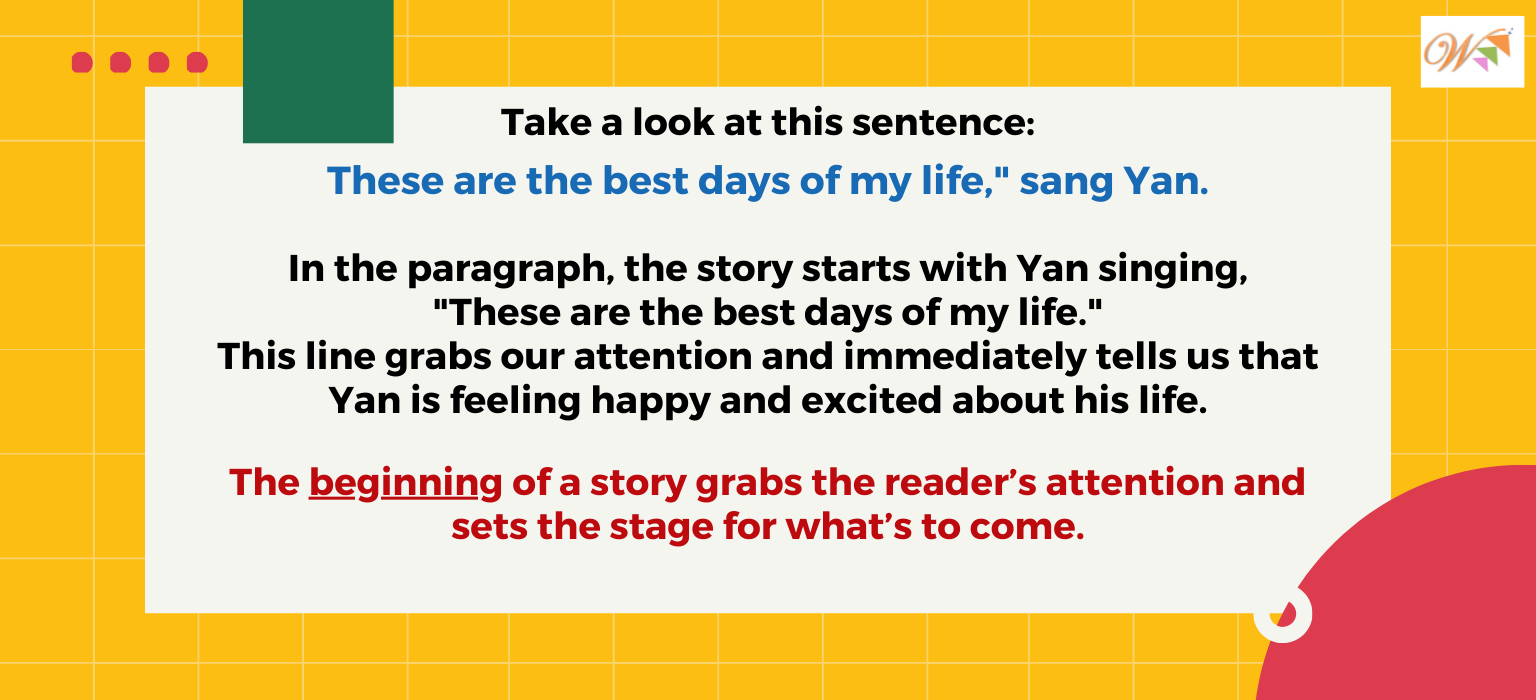 W
Take a look at this sentence:
These are the best days of my life," sang Yan.
In the paragraph, the story starts with Yan singing,
"These are the best days of my life."
This line grabs our attention and immediately tells us that
Yan is feeling happy and excited about his life.
The beginning of a story grabs the reader’s attention and
sets the stage for what’s to come.